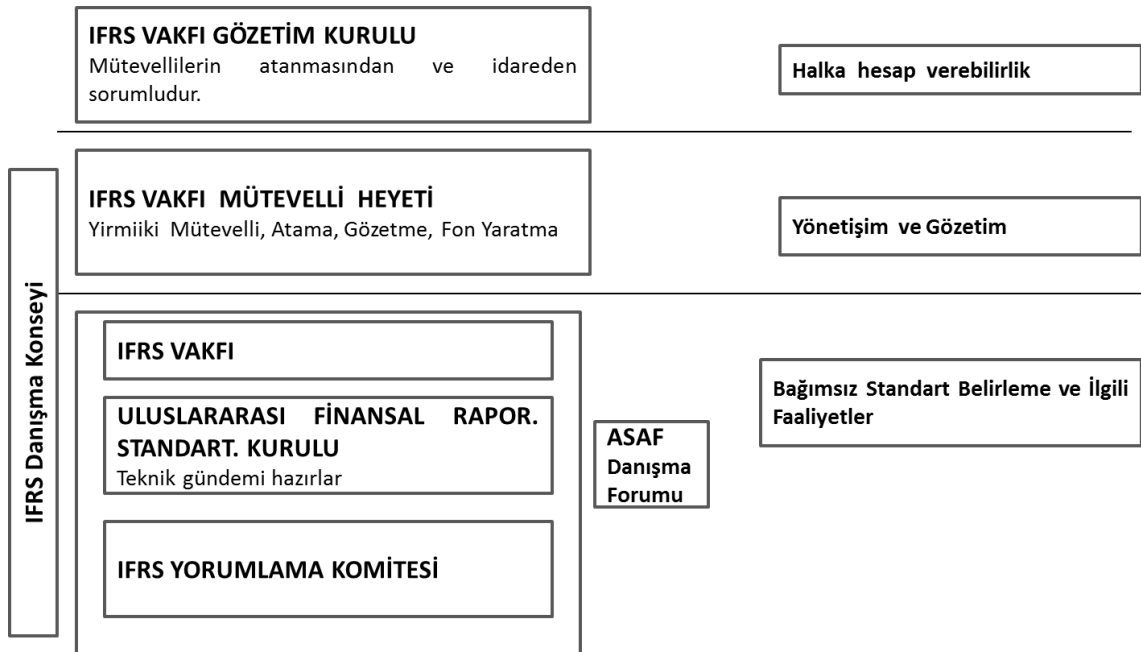 IFRS VAKFI GÖZETİM KURULU
Mütevellilerin atanmasından ve idareden
sorumludur.
Halka hesap verebilirlik
IFRS Danışma Konseyi
IFRS VAKFI MÜTEVELLİ HEYETİ
Yirmiiki Mütevelli, Atama, Gözetme, Fon Yaratma
Yönetişim ve Gözetim
IFRS VAKFI
ULUSLARARASI FİNANSAL RAPOR.
STANDART. KURULU
Teknik gündemi hazırlar
IFRS YORUMLAMA KOMİTESİ
ASAF
Danışma
Forumu
Bağımsız Standart Belirleme ve İlgili
Faaliyetler